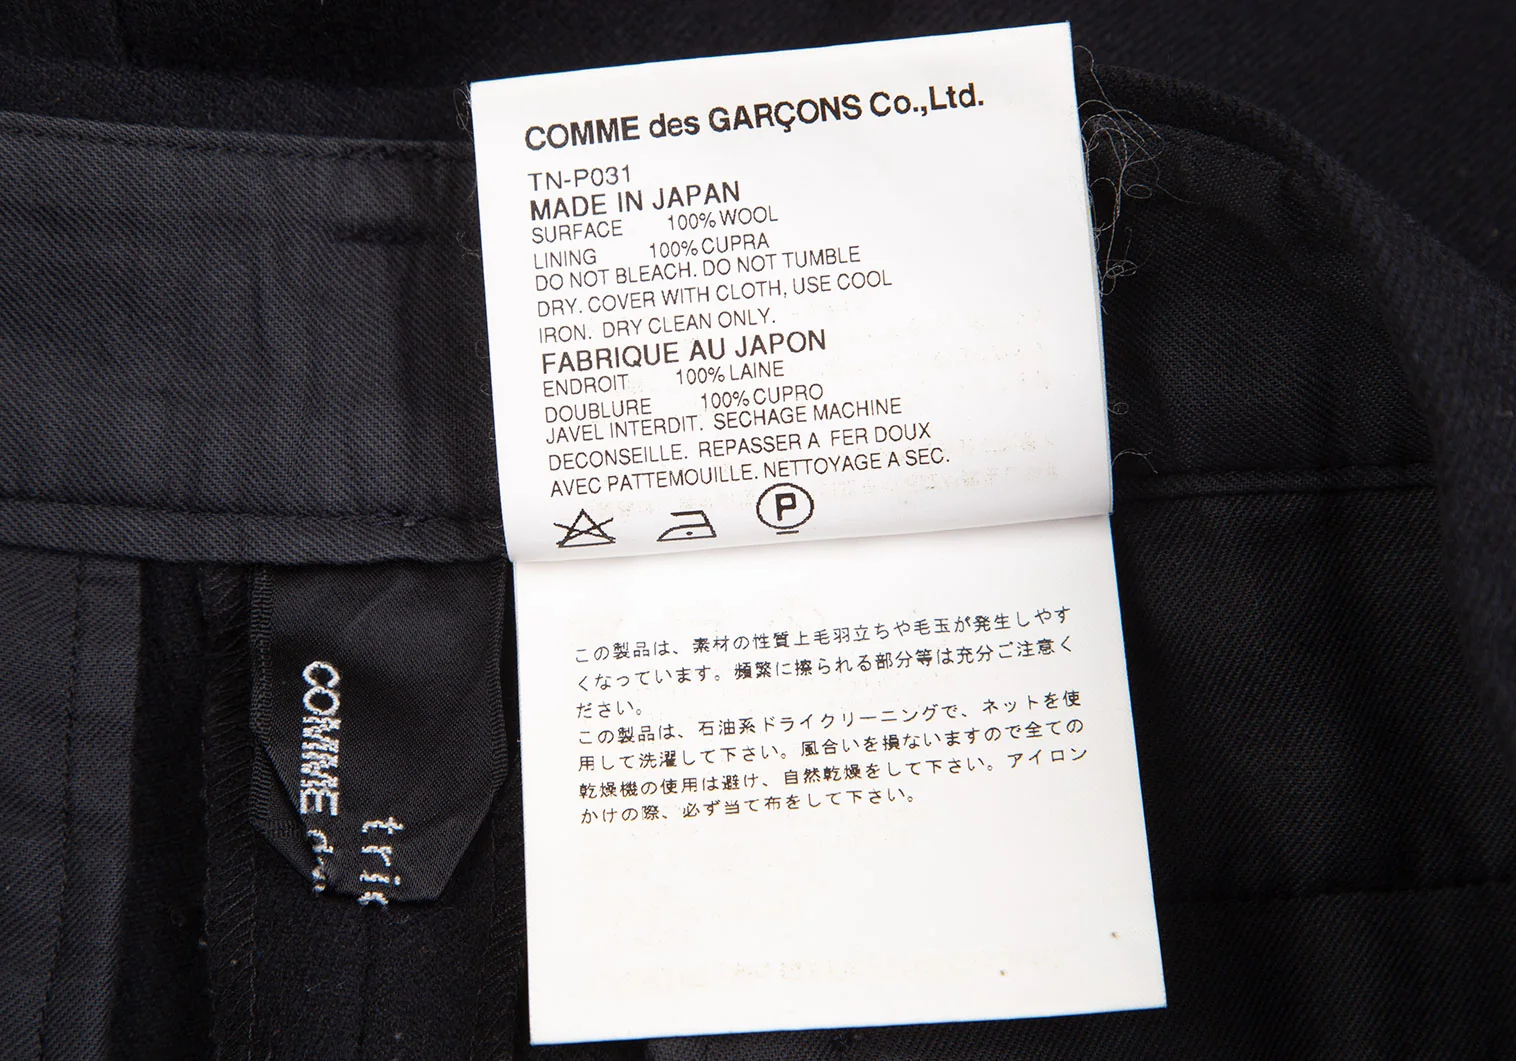 COMME des GARÇONS Co.,Ltd.
TN-P031
MADE IN JAPAN
SURFACE 100% WOOL
LINING 100% CUPRA
DO NOT BLEACH. DO NOT TUMBLE
DRY. COVER WITH CLOTH, USE COOL
IRON. DRY CLEAN ONLY.
FABRIQUE AU JAPON
ENDROIT 100% LAINE
DOUBLURE 100% CUPRO
JAVEL INTERDIT. SECHAGE MACHINE
DECONSEILLE. REPASSER A FER DOUX
AVEC PATTEMOUILLE. NETTOYAGE A SEC.
P
この製品は、素材の性質上毛羽立ちや毛玉が発生しやす
くなっています。頻繁に擦られる部分等は充分ご注意く
ださい。
この製品は、石油系ドライクリーニングで、ネットを使
用して洗濯して下さい。風合いを損ないますので全ての
乾燥機の使用は避け、自然乾燥をして下さい。アイロン
かけの際、必ず当て布をして下さい。
tri
COMME d